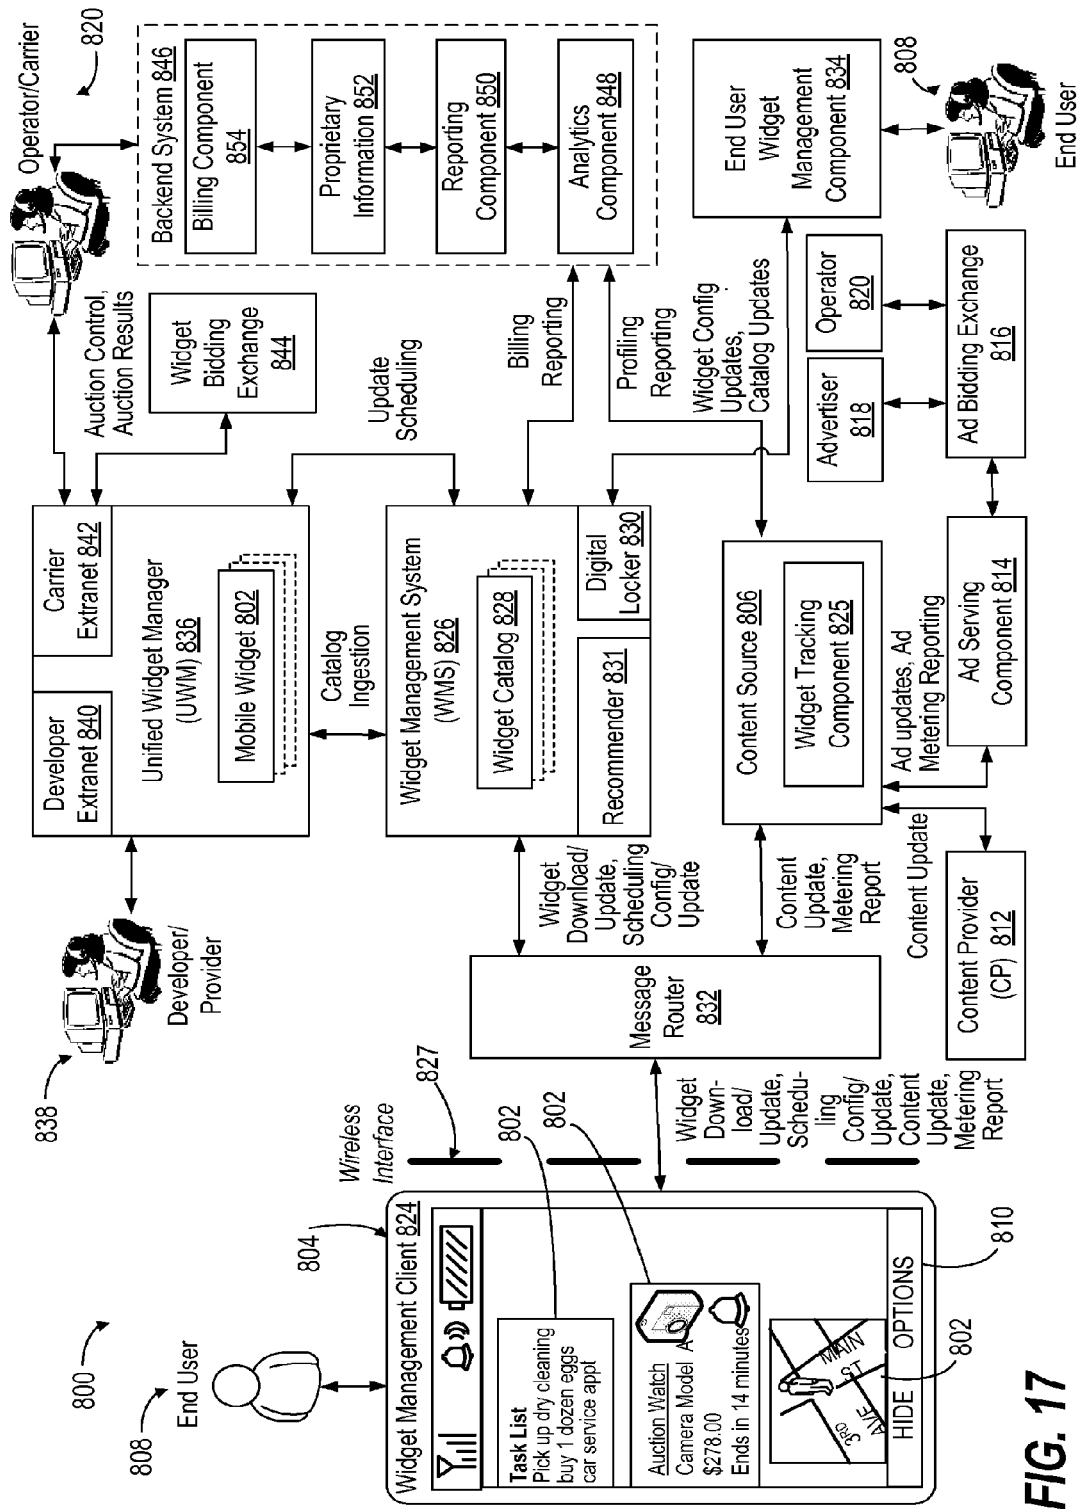 800
808
End User
804
Widget Management Client 824
Task List
Pick up dry cleaning
buy 1 dozen eggs
car service appt
802
Auction Watch
Camera Model A
$278.00
Ends in 14 minutes
802
MAIN
ST
3RD
AVE
802
HIDE
OPTIONS
810
Wireless
Interface
827
838
Developer/
Provider
Widget
Down-
load/
Update,
Schedu-
ling
Config/
Update,
Content
Update,
Metering
Report
Message
Router
832
Widget
Download/
Update,
Scheduling
Config/
Update
Content
Update,
Metering
Report
Content Update
Content Provider
(CP) 812
Developer
Extranet 840
Carrier
Extranet 842
Unified Widget Manager
(UWM) 836
Mobile Widget 802
Catalog
Ingestion
Widget Management System
(WMS) 826
Widget Catalog 828
Recommender 831
Digital
Locker 830
Content Source 806
Widget Tracking
Component 825
Ad updates, Ad
Metering Reporting
Ad Serving
Component 814
Operator/Carrier
820
Auction Control,
Auction Results
Widget
Bidding
Exchange
844
Update
Scheduling
Billing
Reporting
Profiling
Reporting
Widget Config
Updates,
Catalog Updates
Backend System 846
Billing Component
854
Proprietary
Information 852
Reporting
Component 850
Analytics
Component 848
End User
Widget
Management
Component 834
808
End User
Advertiser
818
Operator
820
Ad Bidding Exchange
816
FIG. 17